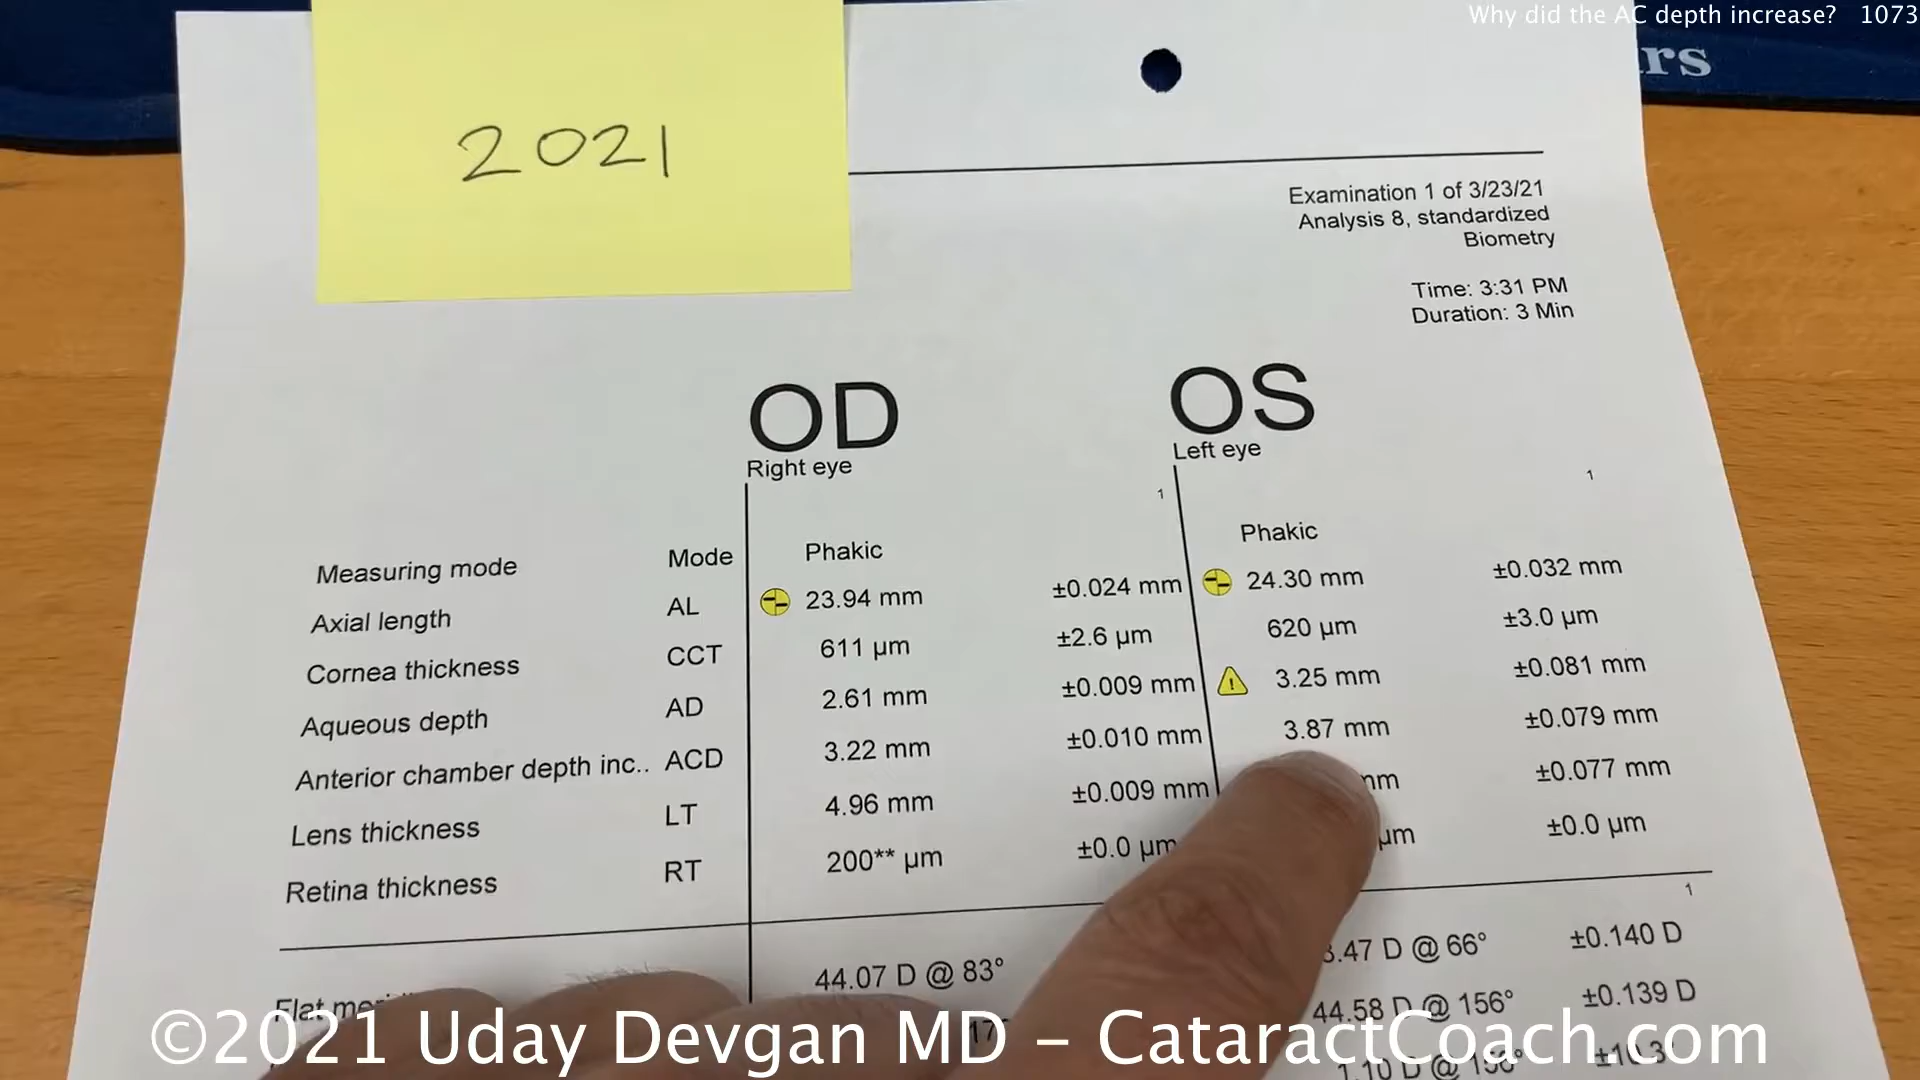 Why did the AC depth increase? 1073
rs
2021
Examination 1 of 3/23/21
Analysis 8, standardized
Biometry
Time: 3:31 PM
Duration: 3 Min
OD
Right eye
OS
Left eye
1
1
Measuring mode Mode Phakic Phakic
Axial length AL 23.94 mm ±0.024 mm 24.30 mm ±0.032 mm
Cornea thickness CCT 611 µm ±2.6 µm 620 µm ±3.0 µm
Aqueous depth AD 2.61 mm ±0.009 mm 3.25 mm ±0.081 mm
Anterior chamber depth inc.. ACD 3.22 mm ±0.010 mm 3.87 mm ±0.079 mm
Lens thickness LT 4.96 mm ±0.009 mm mm ±0.077 mm
Retina thickness RT 200** µm ±0.0 µm µm ±0.0 µm
1
Flat 44.07 D @ 83° .47 D @ 66° ±0.140 D
44.58 D @ 156° ±0.139 D
©2021 Uday Devgan MD – CataractCoach.com